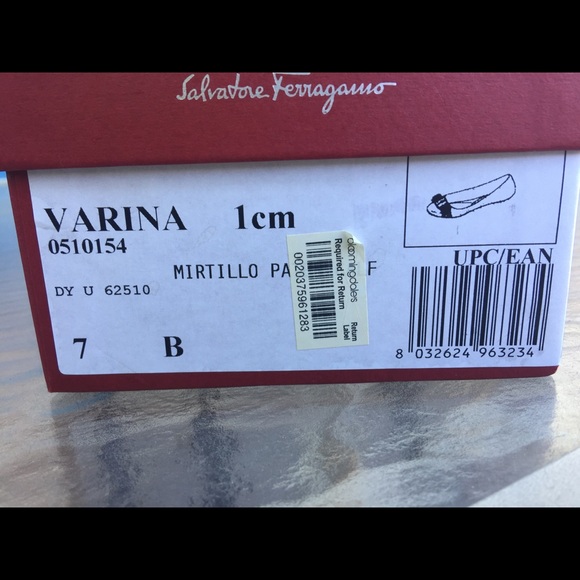 Salvatore Ferragamo
VARINA 1cm
0510154
MIRTILLO PA F
DY U 62510
7 B
UPC/EAN
8 032624 963234
bloomingdales
Required for Return
Return Label
0020375961283